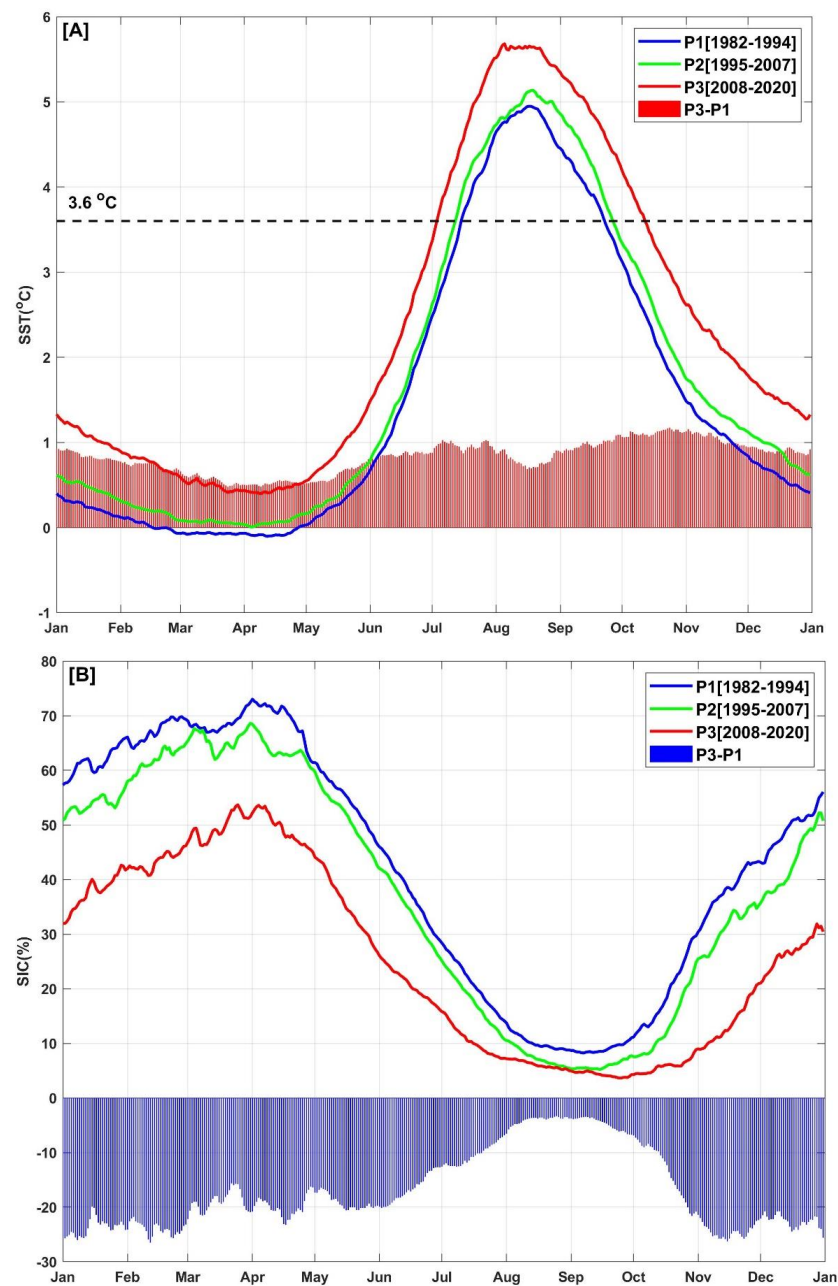 [A]
P1[1982-1994]
P2[1995-2007]
P3[2008-2020]
P3-P1
3.6 °C
SST(°C)
6
5
4
3
2
1
0
-1
Jan Feb Mar Apr May Jun Jul Aug Sep Oct Nov Dec Jan
[B]
P1[1982-1994]
P2[1995-2007]
P3[2008-2020]
P3-P1
SIC(%)
80
70
60
50
40
30
20
10
0
-10
-20
-30
Jan Feb Mar Apr May Jun Jul Aug Sep Oct Nov Dec Jan